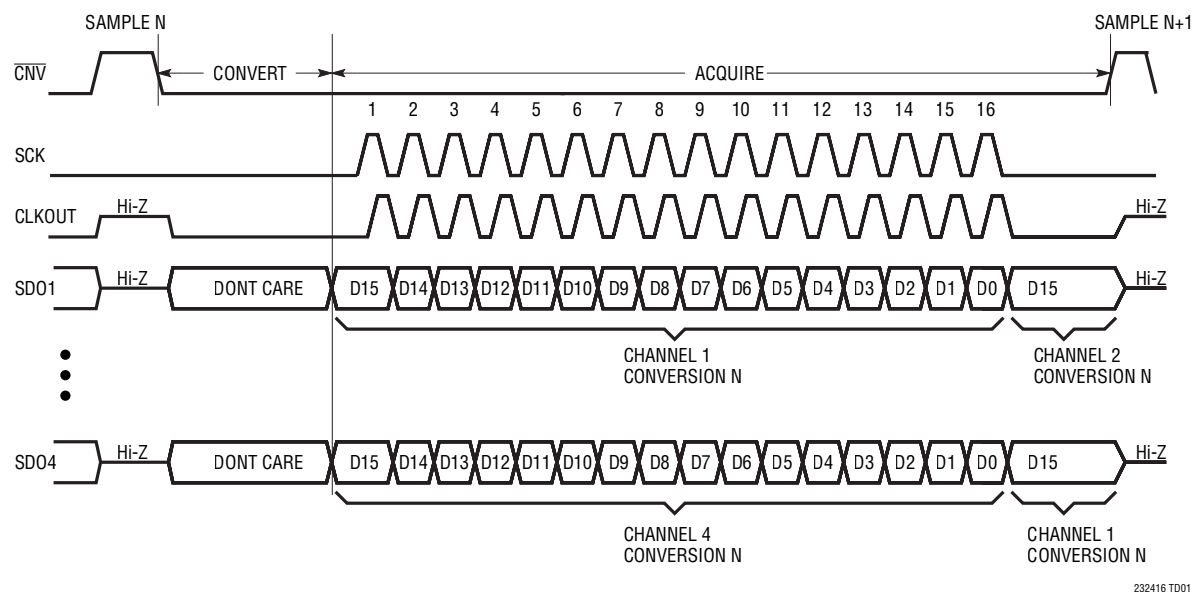 SAMPLE N
SAMPLE N+1
CNV
CONVERT
ACQUIRE
1 2 3 4 5 6 7 8 9 10 11 12 13 14 15 16
SCK
CLKOUT
Hi-Z
Hi-Z
SDO1
Hi-Z
DONT CARE
D15 D14 D13 D12 D11 D10 D9 D8 D7 D6 D5 D4 D3 D2 D1 D0 D15
Hi-Z
CHANNEL 1
CONVERSION N
CHANNEL 2
CONVERSION N
SDO4
Hi-Z
DONT CARE
D15 D14 D13 D12 D11 D10 D9 D8 D7 D6 D5 D4 D3 D2 D1 D0 D15
Hi-Z
CHANNEL 4
CONVERSION N
CHANNEL 1
CONVERSION N
232416 TD01